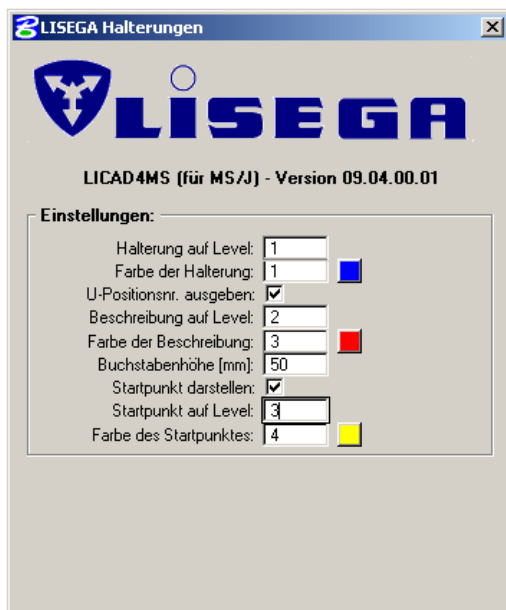 LISEGA Halterungen
LISEGA
LICAD4MS (für MS/J) - Version 09.04.00.01
Einstellungen:
Halterung auf Level: 1
Farbe der Halterung: 1
U-Positionsnr. ausgeben:
Beschreibung auf Level: 2
Farbe der Beschreibung: 3
Buchstabenhöhe [mm]: 50
Startpunkt darstellen:
Startpunkt auf Level: 3
Farbe des Startpunktes: 4